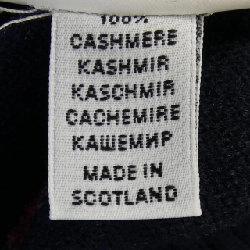 100%
CASHMERE
KASHMIR
KASCHMIR
CACHEMIRE
КАШЕМИР
MADE IN
SCOTLAND